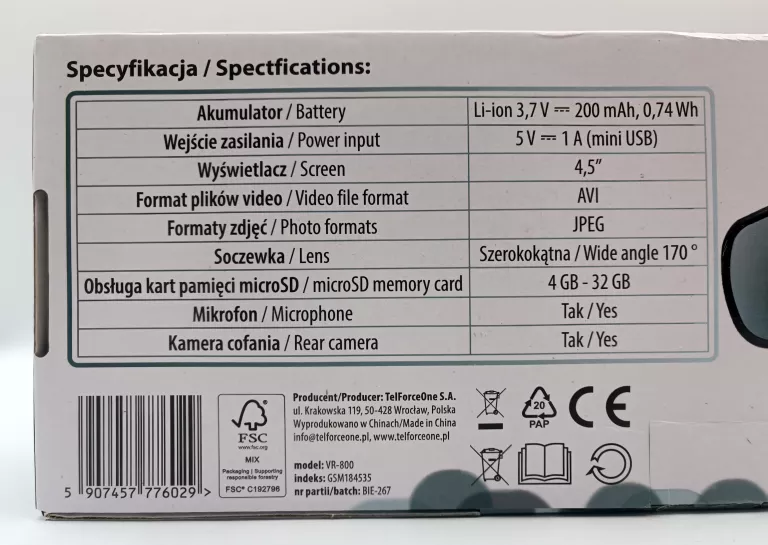 Specyfikacja / Spectfications:
Akumulator / Battery Li-ion 3,7 V ⎓ 200 mAh, 0,74 Wh
Wejście zasilania / Power input 5 V ⎓ 1 A (mini USB)
Wyświetlacz / Screen 4,5”
Format plików video / Video file format AVI
Formaty zdjęć / Photo formats JPEG
Soczewka / Lens Szerokokątna / Wide angle 170 °
Obsługa kart pamięci microSD / microSD memory card 4 GB - 32 GB
Mikrofon / Microphone Tak / Yes
Kamera cofania / Rear camera Tak / Yes
5 907457 776029 >
FSC
www.fsc.org
MIX
Packaging | Supporting
responsible forestry
FSC® C192796
Producent/Producer: TelForceOne S.A.
ul. Krakowska 119, 50-428 Wrocław, Polska
Wyprodukowano w Chinach/Made in China
info@telforceone.pl, www.telforceone.pl
model: VR-800
indeks: GSM184535
nr partii/batch: BIE-267
20
PAP
CE